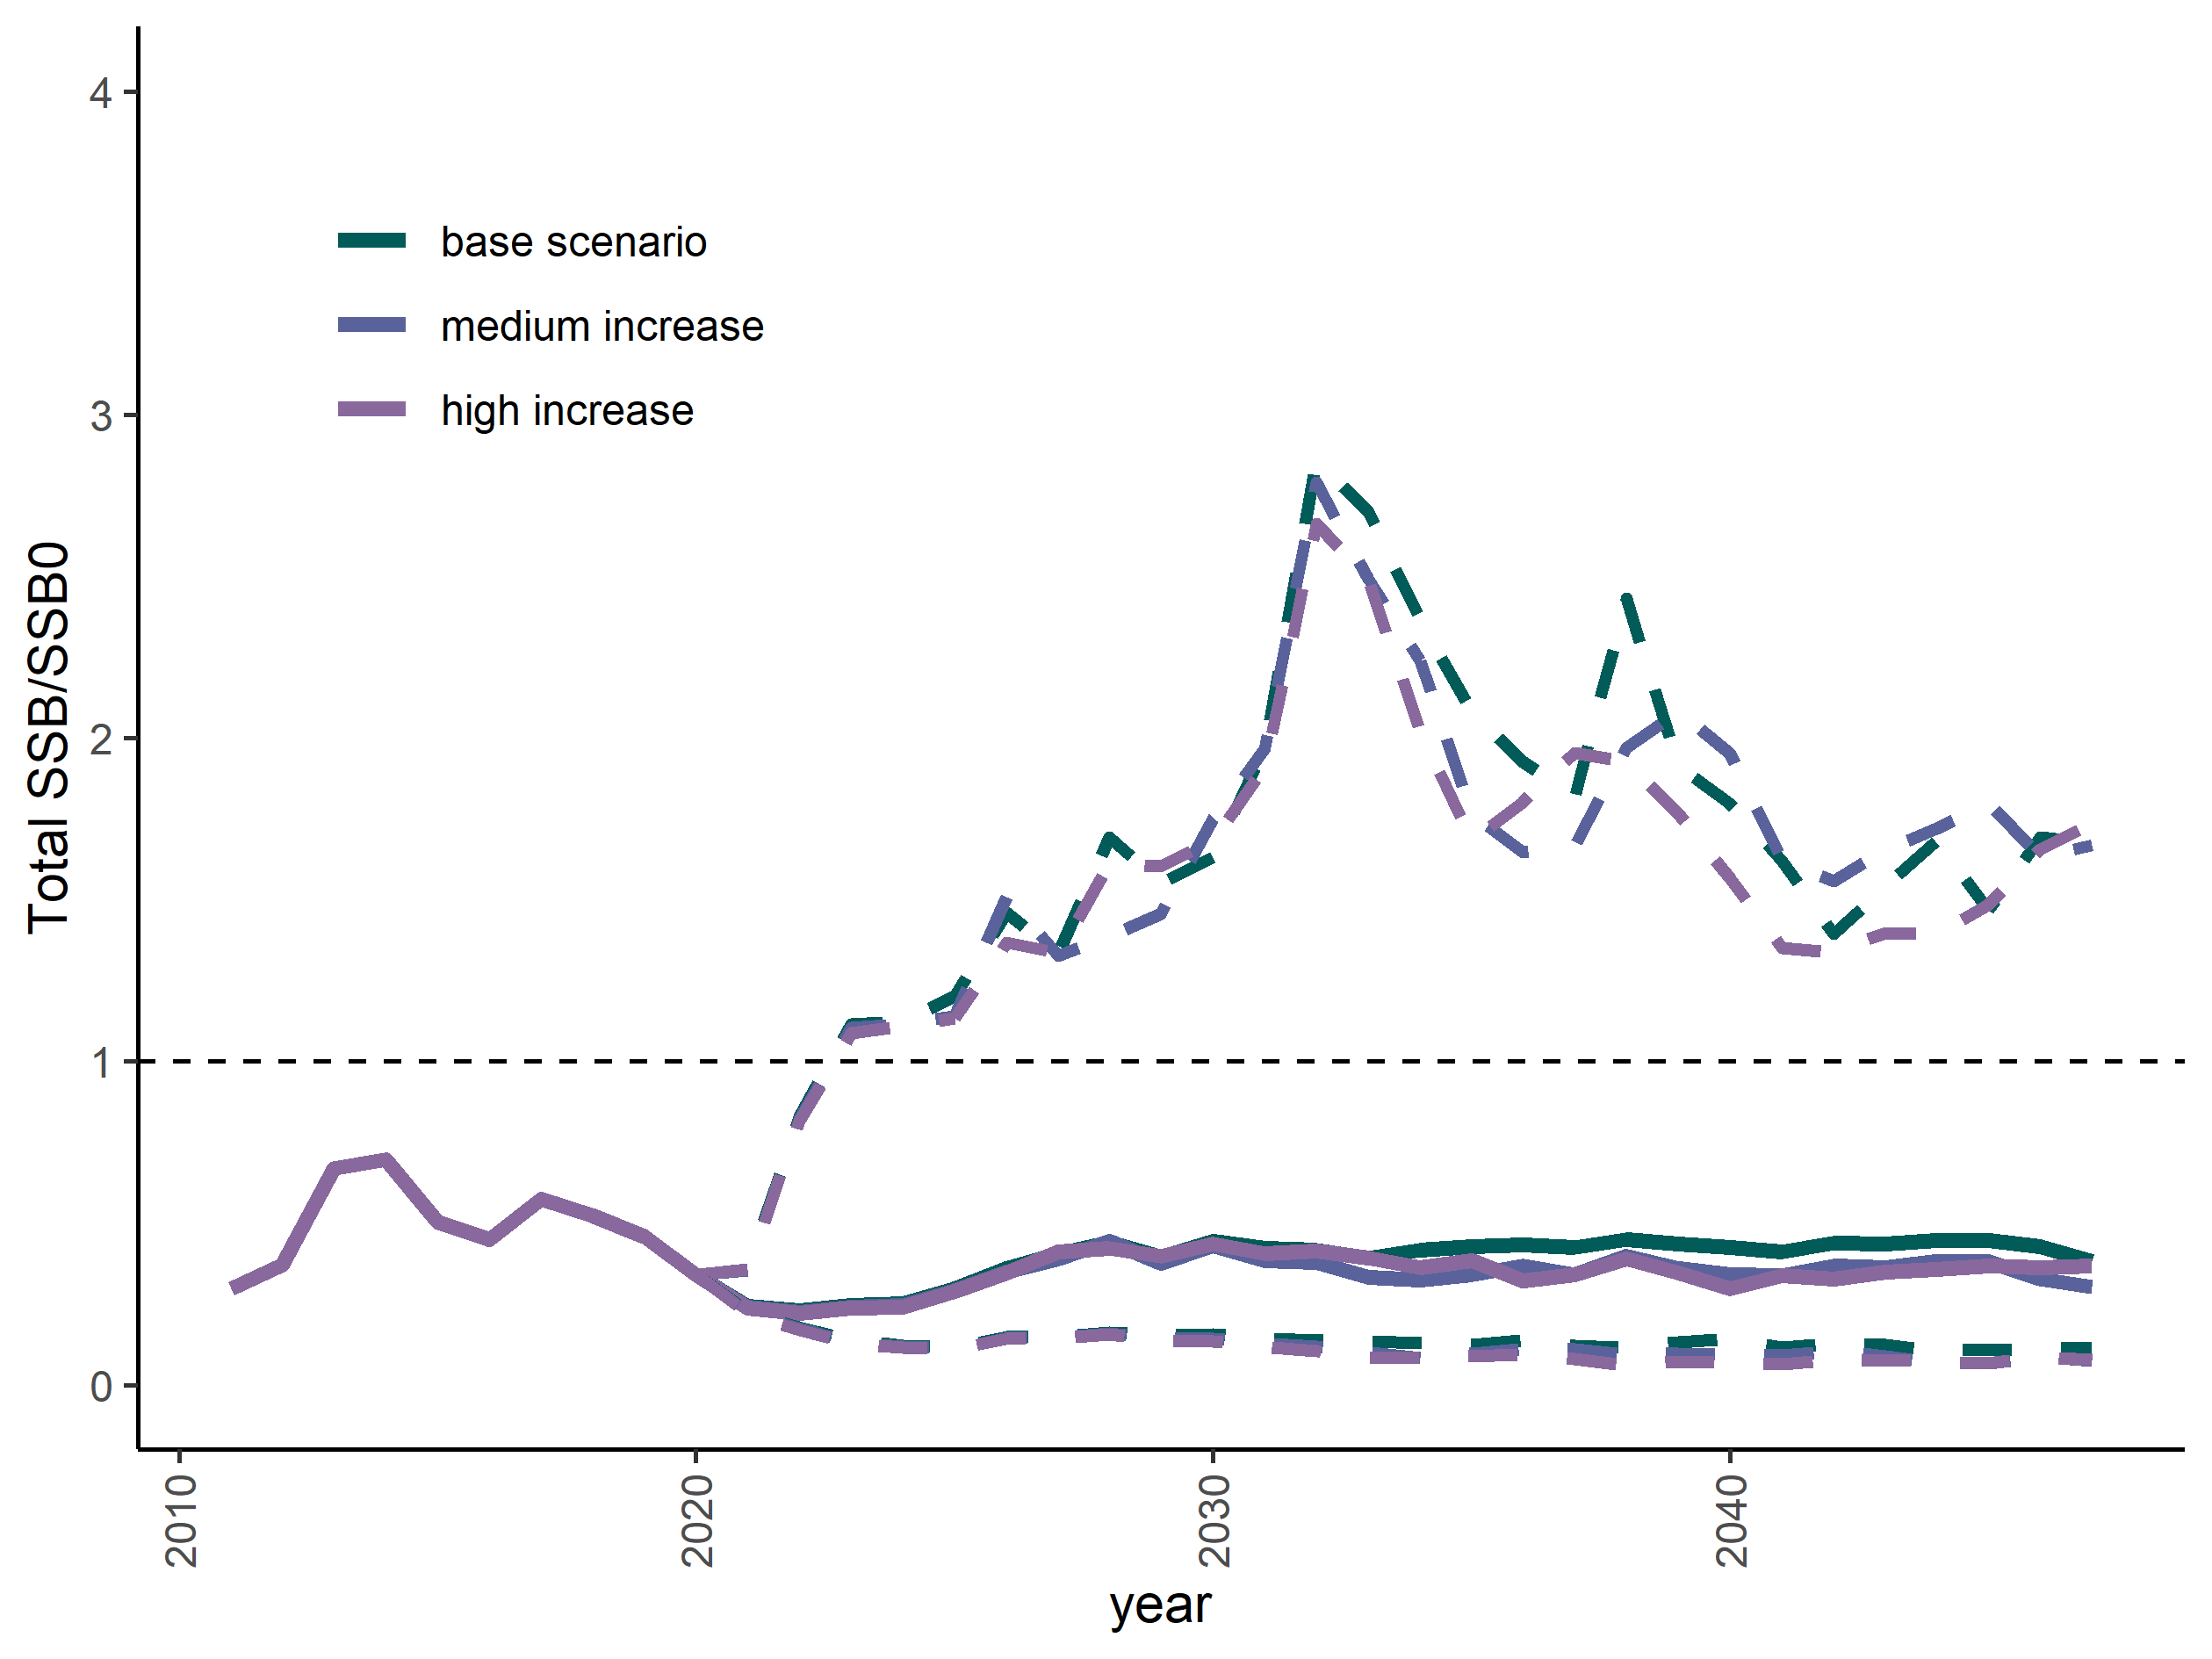 4
3
2
1
0
Total SSB/SSB0
base scenario
medium increase
high increase
2010
2020
2030
2040
year